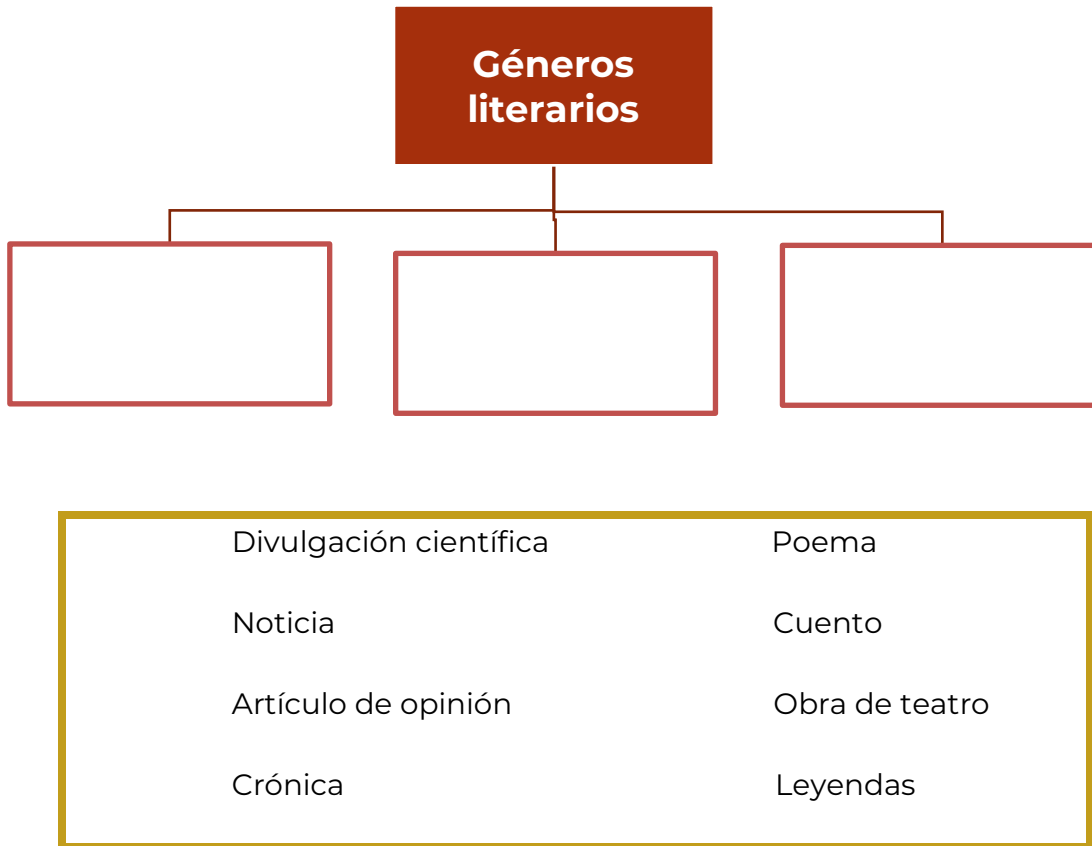 Géneros
literarios
Divulgación científica
Poema
Noticia
Cuento
Artículo de opinión
Obra de teatro
Crónica
Leyendas